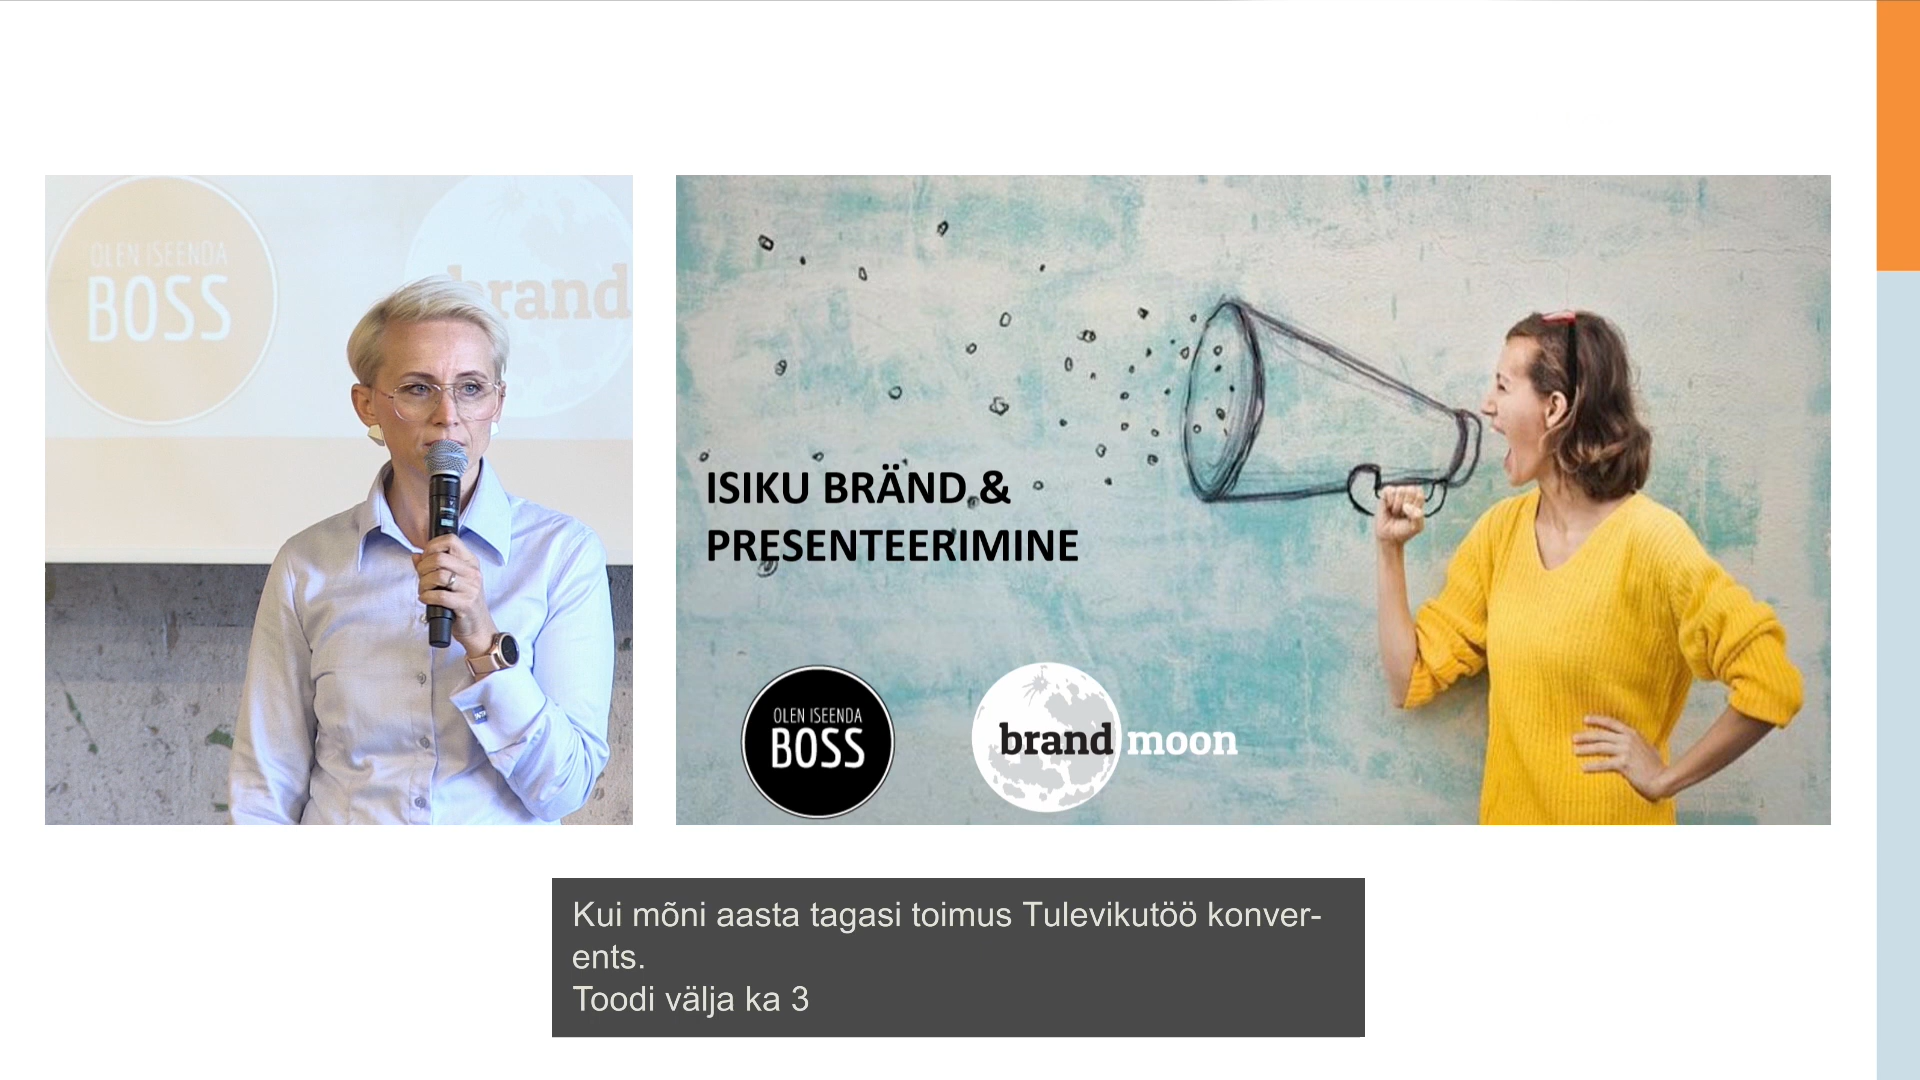 OLEN ISEENDA
BOSS
brand
ISIKU BRÄND &
PRESENTEERIMINE
OLEN ISEENDA
BOSS
brand moon
Kui mõni aasta tagasi toimus Tulevikutöö konver-
ents.
Toodi välja ka 3